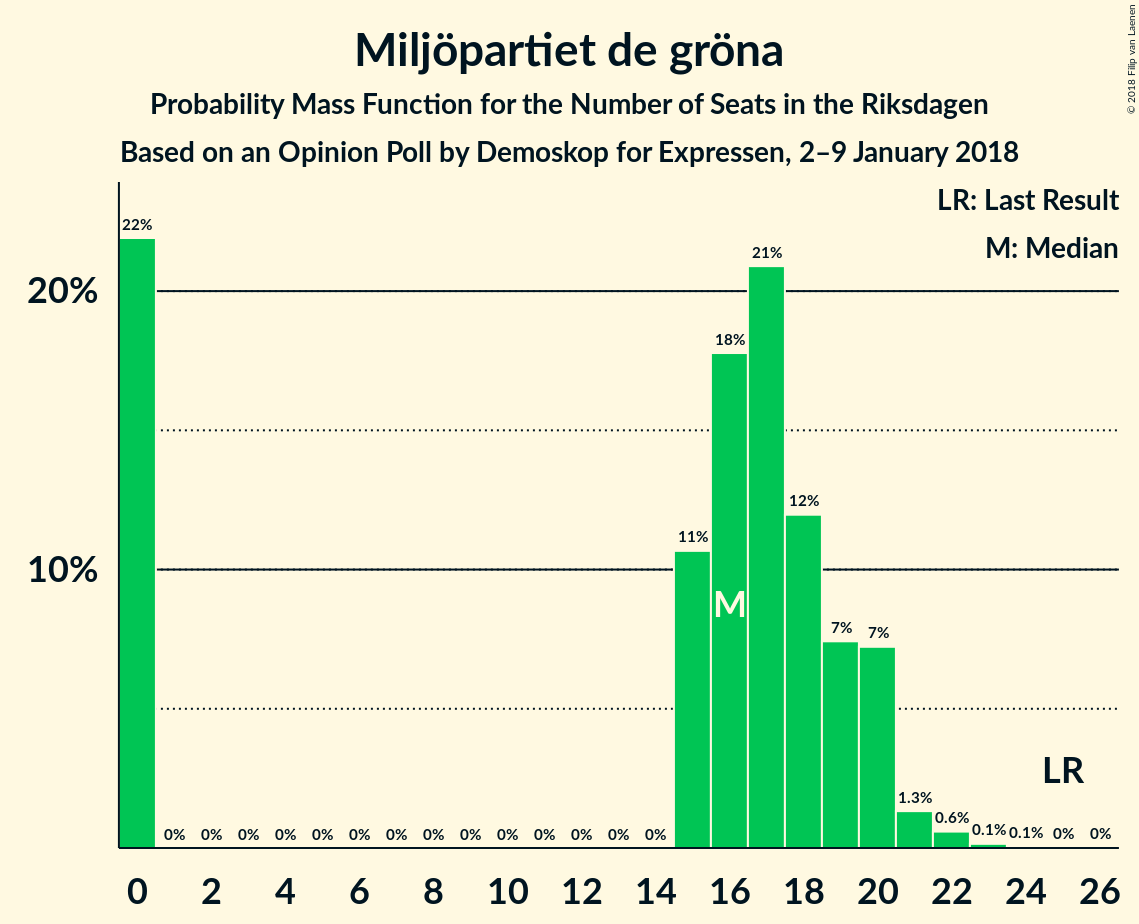 Miljöpartiet de gröna
Probability Mass Function for the Number of Seats in the Riksdagen
Based on an Opinion Poll by Demoskop for Expressen, 2–9 January 2018
© 2018 Filip van Laenen
LR: Last Result
M: Median
20%
10%
22%
0% 0% 0% 0% 0% 0% 0% 0% 0% 0% 0% 0% 0% 0%
11%
18%
21%
12%
7%
7%
1.3%
0.6%
0.1%
0.1%
0%
0%
M
LR
0 2 4 6 8 10 12 14 16 18 20 22 24 26